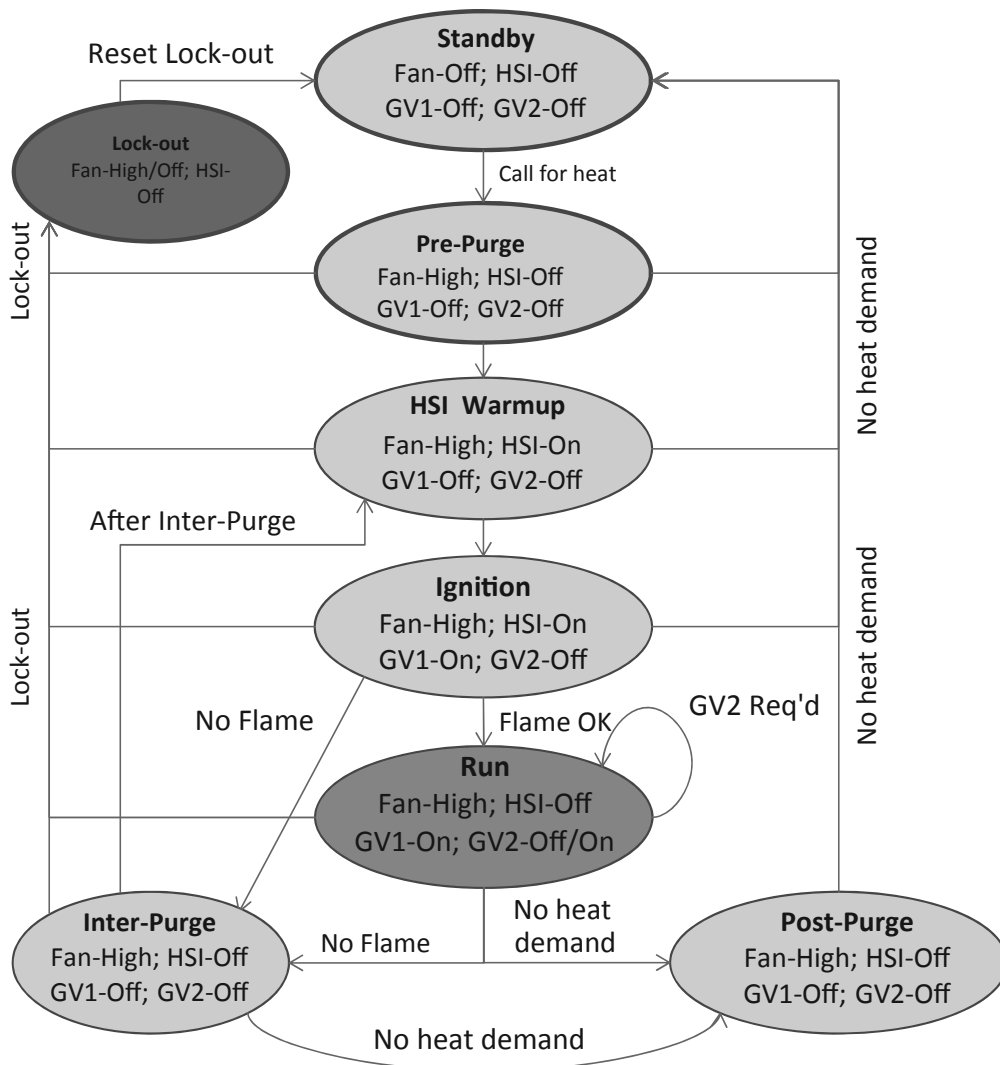 Standby
Fan-Off; HSI-Off
GV1-Off; GV2-Off
Reset Lock-out
Lock-out
Fan-High/Off; HSI-
Off
Call for heat
Pre-Purge
Fan-High; HSI-Off
GV1-Off; GV2-Off
Lock-out
No heat demand
HSI Warmup
Fan-High; HSI-On
GV1-Off; GV2-Off
After Inter-Purge
Ignition
Fan-High; HSI-On
GV1-On; GV2-Off
Lock-out
No heat demand
No Flame
Flame OK
GV2 Req'd
Run
Fan-High; HSI-Off
GV1-On; GV2-Off/On
Inter-Purge
Fan-High; HSI-Off
GV1-Off; GV2-Off
No Flame
No heat
demand
Post-Purge
Fan-High; HSI-Off
GV1-Off; GV2-Off
No heat demand